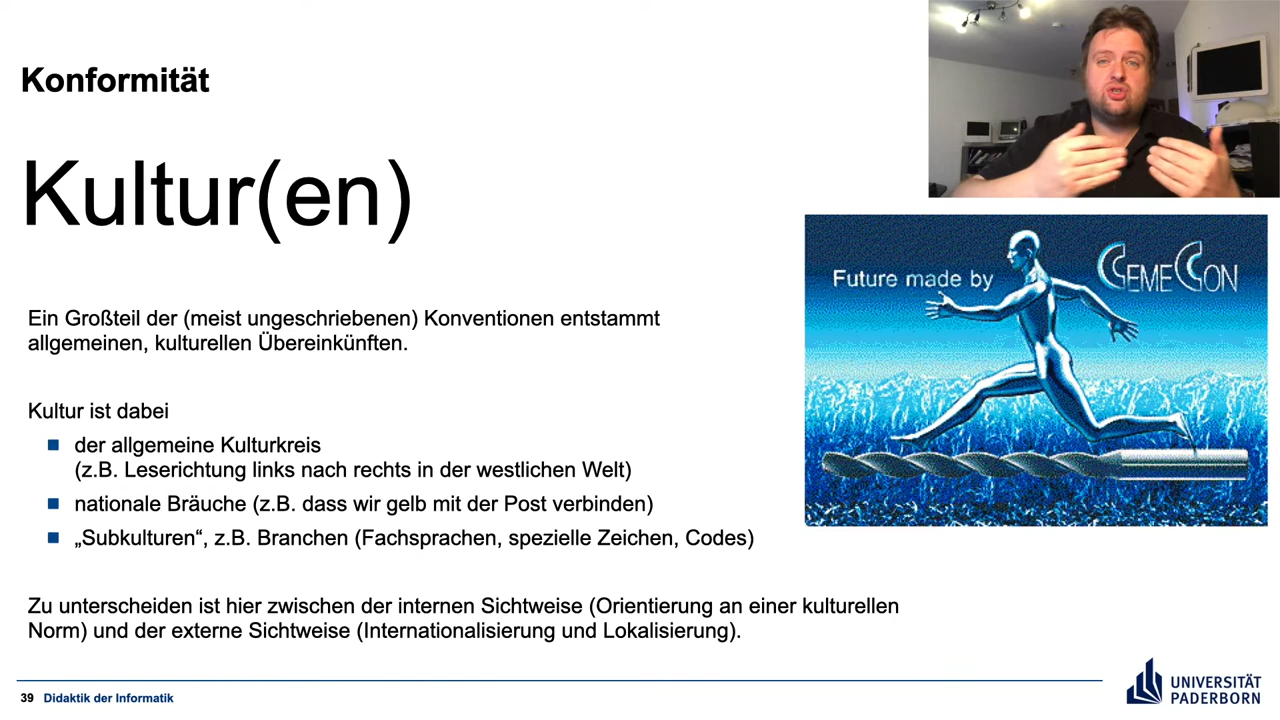 Konformität
Kultur(en)
Future made by CemeCon
Ein Großteil der (meist ungeschriebenen) Konventionen entstammt
allgemeinen, kulturellen Übereinkünften.
Kultur ist dabei
der allgemeine Kulturkreis
(z.B. Leserichtung links nach rechts in der westlichen Welt)
nationale Bräuche (z.B. dass wir gelb mit der Post verbinden)
„Subkulturen“, z.B. Branchen (Fachsprachen, spezielle Zeichen, Codes)
Zu unterscheiden ist hier zwischen der internen Sichtweise (Orientierung an einer kulturellen
Norm) und der externe Sichtweise (Internationalisierung und Lokalisierung).
39 Didaktik der Informatik
UNIVERSITÄT
PADERBORN